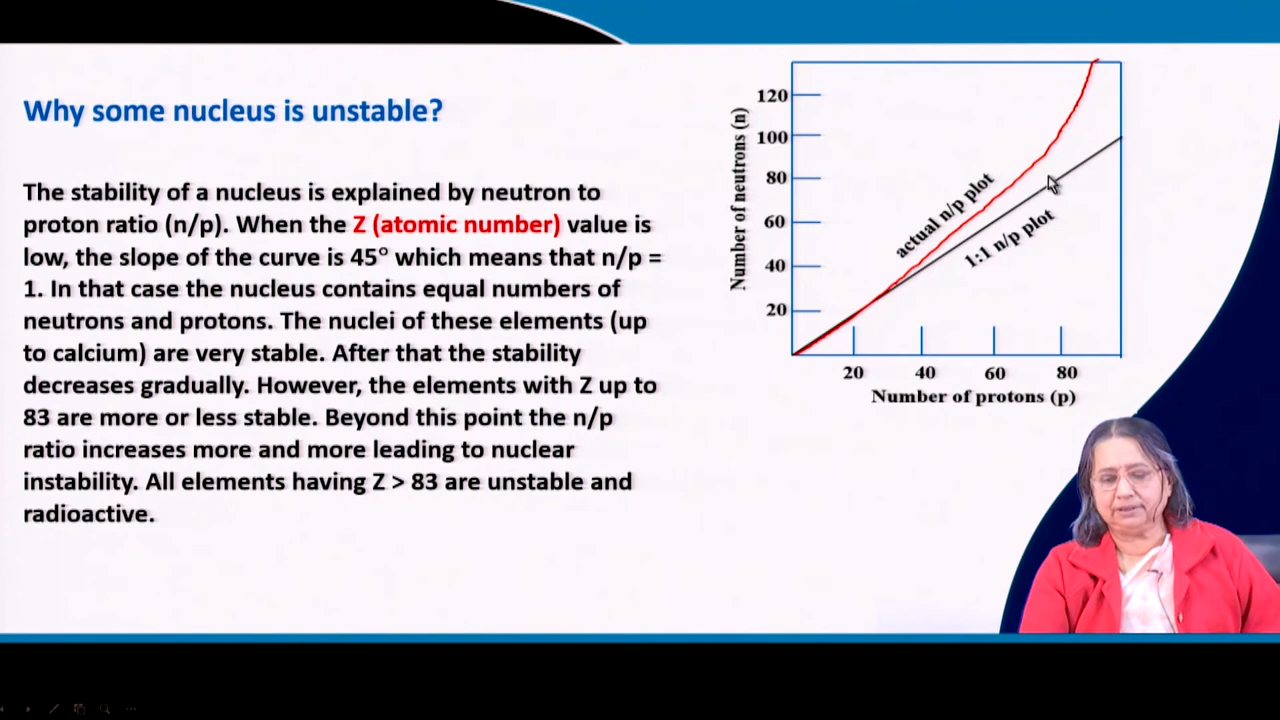 Why some nucleus is unstable?
The stability of a nucleus is explained by neutron to
proton ratio (n/p). When the Z (atomic number) value is
low, the slope of the curve is 45° which means that n/p =
1. In that case the nucleus contains equal numbers of
neutrons and protons. The nuclei of these elements (up
to calcium) are very stable. After that the stability
decreases gradually. However, the elements with Z up to
83 are more or less stable. Beyond this point the n/p
ratio increases more and more leading to nuclear
instability. All elements having Z > 83 are unstable and
radioactive.
Number of neutrons (n)
120
100
80
60
40
20
actual n/p plot
1:1 n/p plot
20 40 60 80
Number of protons (p)